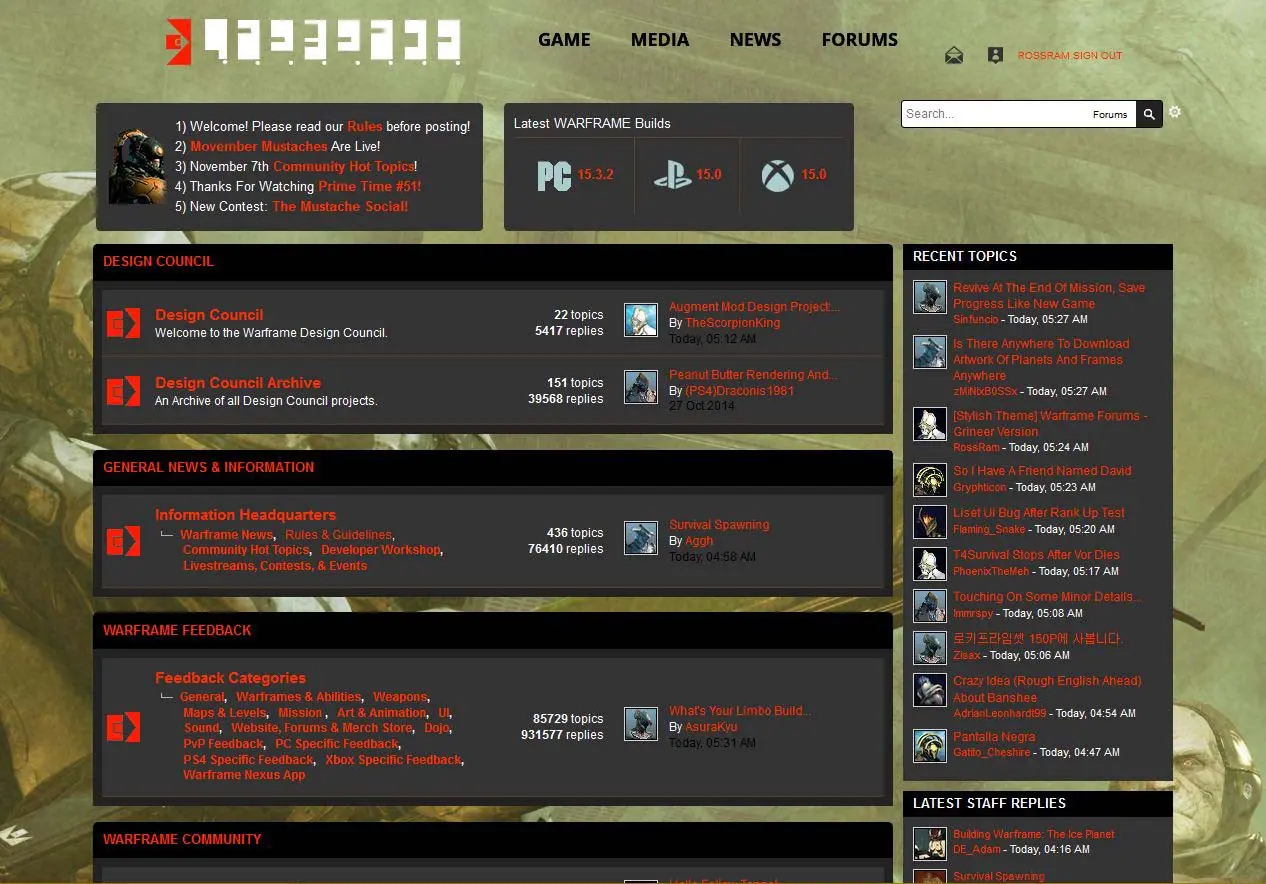 GAME MEDIA NEWS FORUMS
ROSSRAM SIGN OUT
Search... Forums
1) Welcome! Please read our Rules before posting!
2) Movember Mustaches Are Live!
3) November 7th Community Hot Topics!
4) Thanks For Watching Prime Time #51!
5) New Contest: The Mustache Social!
Latest WARFRAME Builds
PC 15.3.2 15.0 15.0
DESIGN COUNCIL
Design Council
Welcome to the Warframe Design Council.
22 topics
5417 replies
Augment Mod Design Project:...
By TheScorpionKing
Today, 05:12 AM
Design Council Archive
An Archive of all Design Council projects.
151 topics
39568 replies
Peanut Butter Rendering And...
By (PS4)Draconis1981
27 Oct 2014
GENERAL NEWS & INFORMATION
Information Headquarters
Warframe News, Rules & Guidelines,
Community Hot Topics, Developer Workshop,
Livestreams, Contests, & Events
436 topics
76410 replies
Survival Spawning
By Aggh
Today, 04:58 AM
WARFRAME FEEDBACK
Feedback Categories
General, Warframes & Abilities, Weapons,
Maps & Levels, Mission , Art & Animation, UI,
Sound, Website, Forums & Merch Store, Dojo,
PvP Feedback, PC Specific Feedback,
PS4 Specific Feedback, Xbox Specific Feedback,
Warframe Nexus App
85729 topics
931577 replies
What's Your Limbo Build...
By AsuraKyu
Today, 05:31 AM
WARFRAME COMMUNITY
RECENT TOPICS
Revive At The End Of Mission, Save
Progress Like New Game
Sinfuncio - Today, 05:27 AM
Is There Anywhere To Download
Artwork Of Planets And Frames
Anywhere
zMiNixB0SSx - Today, 05:27 AM
[Stylish Theme] Warframe Forums -
Grineer Version
RossRam - Today, 05:24 AM
So I Have A Friend Named David
Gryphticon - Today, 05:23 AM
Liset Ui Bug After Rank Up Test
Flaming_Snake - Today, 05:20 AM
T4Survival Stops After Vor Dies
PhoenixTheMeh - Today, 05:17 AM
Touching On Some Minor Details...
Immrspy - Today, 05:08 AM
로키프라임셋 150P에 사봅니다.
Zisax - Today, 05:06 AM
Crazy Idea (Rough English Ahead)
About Banshee
AdrianLeonhardt99 - Today, 04:54 AM
Pantalla Negra
Gatito_Cheshire - Today, 04:47 AM
LATEST STAFF REPLIES
Building Warframe: The Ice Planet
DE_Adam - Today, 04:16 AM
Survival Spawning